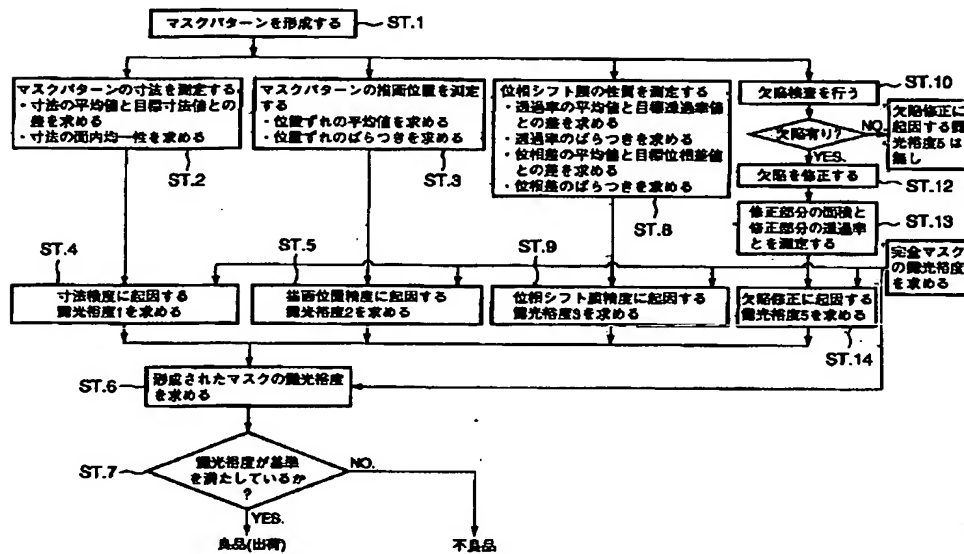 マスクパターンを形成する
ST.1
マスクパターンの寸法を測定する
・寸法の平均値と目標寸法値との
差を求める
・寸法の面内均一性を求める
ST.2
マスクパターンの描画位置を測定
する
・位置ずれの平均値を求める
・位置ずれのばらつきを求める
ST.3
位相シフト膜の性質を測定する
・透過率の平均値と目標透過率値
との差を求める
・透過率のばらつきを求める
・位相差の平均値と目標位相差値
との差を求める
・位相差のばらつきを求める
ST.8
ST.10
欠陥検査を行う
欠陥有り?
NO.
欠陥修正に
起因する露
光裕度5は
無し
YES.
欠陥を修正する
ST.12
修正部分の面積と
修正部分の透過率
とを測定する
ST.13
完全マスク
の露光裕度
を求める
ST.4
寸法精度に起因する
露光裕度1を求める
ST.5
描画位置精度に起因する
露光裕度2を求める
ST.9
位相シフト膜精度に起因する
露光裕度3を求める
欠陥修正に起因する
露光裕度5を求める
ST.14
ST.6
形成されたマスクの露光裕度
を求める
ST.7
露光裕度が基準
を満たしているか
?
NO.
YES.
良品(出荷)
不良品